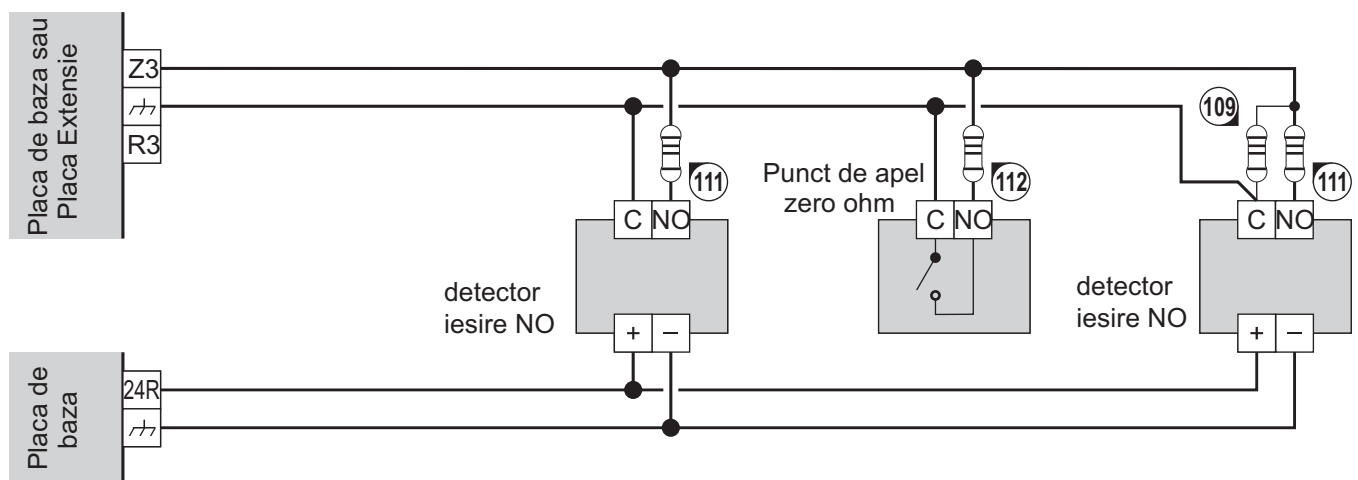 Placa de baza sau
Placa Extensie
Z3
R3
109
111
Punct de apel
zero ohm
112
111
C NO
C NO
C NO
detector
iesire NO
detector
iesire NO
+ –
+ –
Placa de
baza
24R